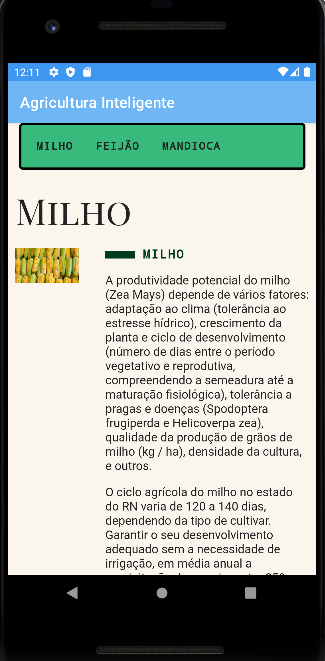 12:11
Agricultura Inteligente
MILHO FEIJÃO MANDIOCA
MILHO
MILHO
A produtividade potencial do milho
(Zea Mays) depende de vários fatores:
adaptação ao clima (tolerância ao
estresse hídrico), crescimento da
planta e ciclo de desenvolvimento
(número de dias entre o período
vegetativo e reprodutiva,
compreendendo a semeadura até a
maturação fisiológica), tolerância a
pragas e doenças (Spodoptera
frugiperda e Helicoverpa zea),
qualidade da produção de grãos de
milho (kg / ha), densidade da cultura,
e outros.
O ciclo agrícola do milho no estado
do RN varia de 120 a 140 dias,
dependendo da tipo de cultivar.
Garantir o seu desenvolvimento
adequado sem a necessidade de
irrigação, em média anual a